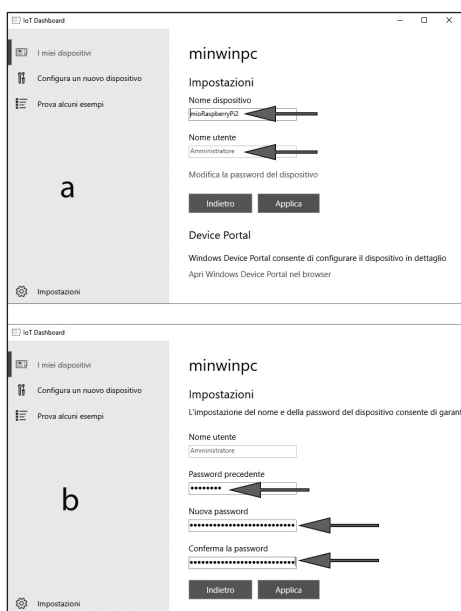 IoT Dashboard
I miei dispositivi
Configura un nuovo dispositivo
Prova alcuni esempi
a
Impostazioni
minwinpc
Impostazioni
Nome dispositivo
mioRaspberryPi2
Nome utente
Amministratore
Modifica la password del dispositivo
Indietro Applica
Device Portal
Windows Device Portal consente di configurare il dispositivo in dettaglio
Apri Windows Device Portal nel browser
IoT Dashboard
I miei dispositivi
Configura un nuovo dispositivo
Prova alcuni esempi
b
Impostazioni
minwinpc
Impostazioni
L'impostazione del nome e della password del dispositivo consente di garant
Nome utente
Amministratore
Password precedente
Nuova password
Conferma la password
Indietro Applica